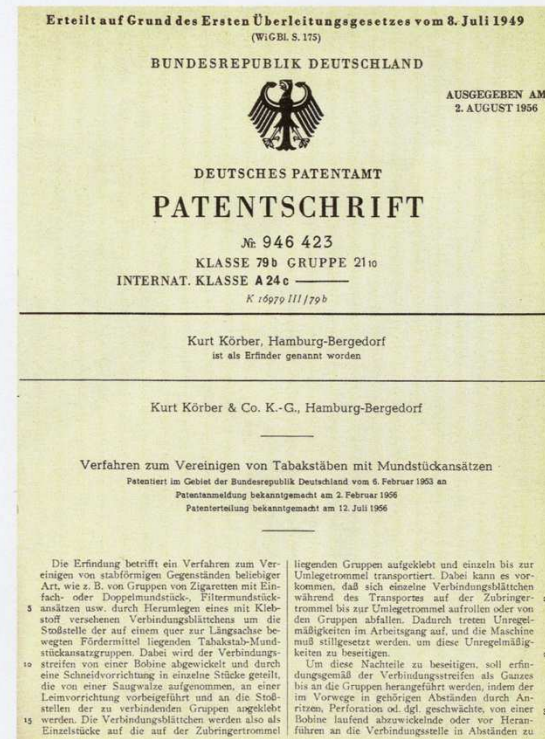 Erteilt auf Grund des Ersten Überleitungsgesetzes vom 8. Juli 1949
(WiGBl. S. 175)
BUNDESREPUBLIK DEUTSCHLAND
AUSGEGEBEN AM
2. AUGUST 1956
DEUTSCHES PATENTAMT
PATENTSCHRIFT
№ 946 423
KLASSE 79b GRUPPE 21 10
INTERNAT. KLASSE A 24c
K 16979 III / 79b
Kurt Körber, Hamburg-Bergedorf
ist als Erfinder genannt worden
Kurt Körber & Co. K.-G., Hamburg-Bergedorf
Verfahren zum Vereinigen von Tabakstäben mit Mundstückansätzen
Patentiert im Gebiet der Bundesrepublik Deutschland vom 6. Februar 1953 an
Patentanmeldung bekanntgemacht am 2. Februar 1956
Patenterteilung bekanntgemacht am 12. Juli 1956
Die Erfindung betrifft ein Verfahren zum Ver-
einigen von stabförmigen Gegenständen beliebiger
Art, wie z. B. von Gruppen von Zigaretten mit Ein-
fach- oder Doppelmundstück-, Filtermundstück-
5 ansätzen usw. durch Herumlegen eines mit Kleb-
stoff versehenen Verbindungsblättchens um die
Stoßstelle der auf einem quer zur Längsachse be-
wegten Fördermittel liegenden Tabakstab-Mund-
stückansatzgruppen. Dabei wird der Verbindungs-
10 streifen von einer Bobine abgewickelt und durch
eine Schneidvorrichtung in einzelne Stücke geteilt,
die von einer Saugwalze aufgenommen, an einer
Leimvorrichtung vorbeigeführt und an die Stoß-
stellen der zu verbindenden Gruppen angeklebt
15 werden. Die Verbindungsblättchen werden also als
Einzelstücke auf die auf der Zubringertrommel
liegenden Gruppen aufgeklebt und einzeln bis zur
Umlegetrommel transportiert. Dabei kann es vor-
kommen, daß sich einzelne Verbindungsblättchen
während des Transportes auf der Zubringer-
trommel bis zur Umlegetrommel aufrollen oder von
den Gruppen abfallen. Dadurch treten Unregel-
mäßigkeiten im Arbeitsgang auf, und die Maschine
muß stillgesetzt werden, um diese Unregelmäßig-
keiten zu beseitigen.
Um diese Nachteile zu beseitigen, soll erfin-
dungsgemäß der Verbindungsstreifen als Ganzes
bis an die Gruppen herangeführt werden, indem der
im Vorwege in gehörigen Abständen durch An-
ritzen, Perforation od. dgl. geschwächte, von einer
Bobine laufend abzuwickelnde oder vor Heran-
führen an die Verbindungsstelle in Abständen zu